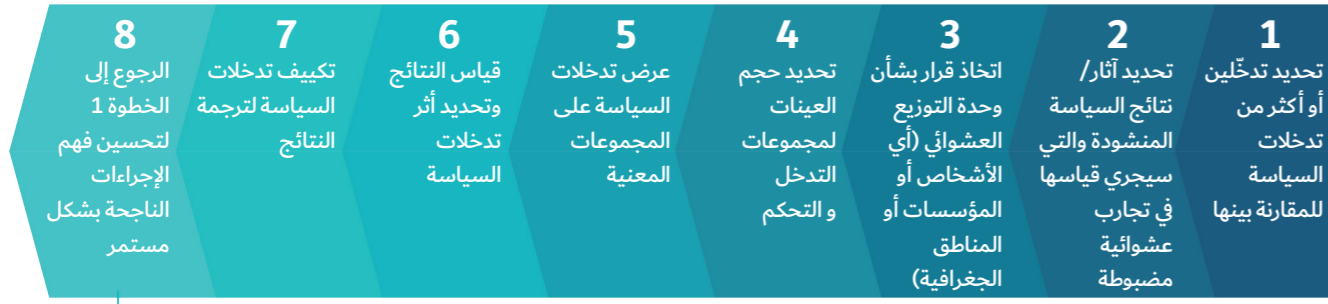 1
تحديد تدخّلين
أو أكثر من
تدخلات
السياسة
للمقارنة بينها
2
تحديد آثار/
نتائج السياسة
المنشودة والتي
سيجري قياسها
في تجارب
عشوائية
مضبوطة
3
اتخاذ قرار بشأن
وحدة التوزيع
العشوائي (أي
الأشخاص أو
المؤسسات أو
المناطق
الجغرافية)
4
تحديد حجم
العينات
لمجموعات
التدخل
و التحكم
5
عرض تدخلات
السياسة على
المجموعات
المعنية
6
قياس النتائج
وتحديد أثر
تدخلات
السياسة
7
تكييف تدخلات
السياسة لترجمة
النتائج
8
الرجوع إلى
الخطوة 1
لتحسين فهم
الإجراءات
الناجحة بشكل
مستمر